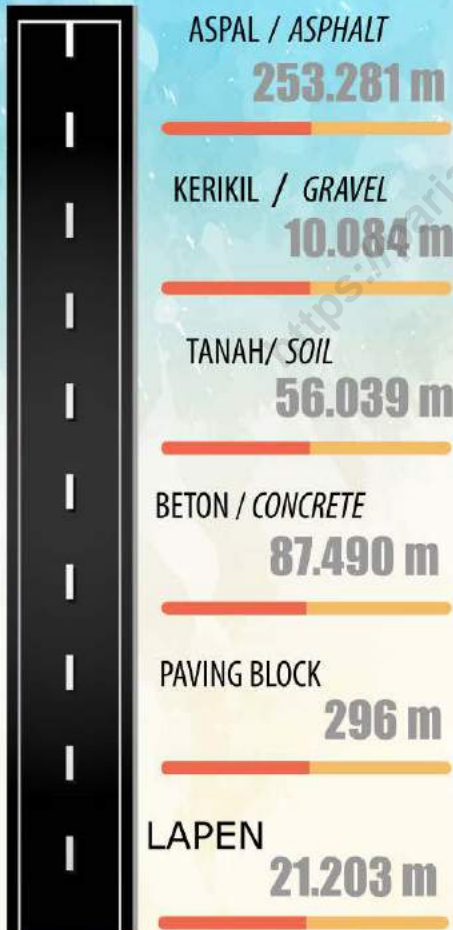 ASPAL / ASPHALT
253.281 m
KERIKIL / GRAVEL
10.084 m
TANAH/ SOIL
56.039 m
BETON / CONCRETE
87.490 m
PAVING BLOCK
296 m
LAPEN
21.203 m